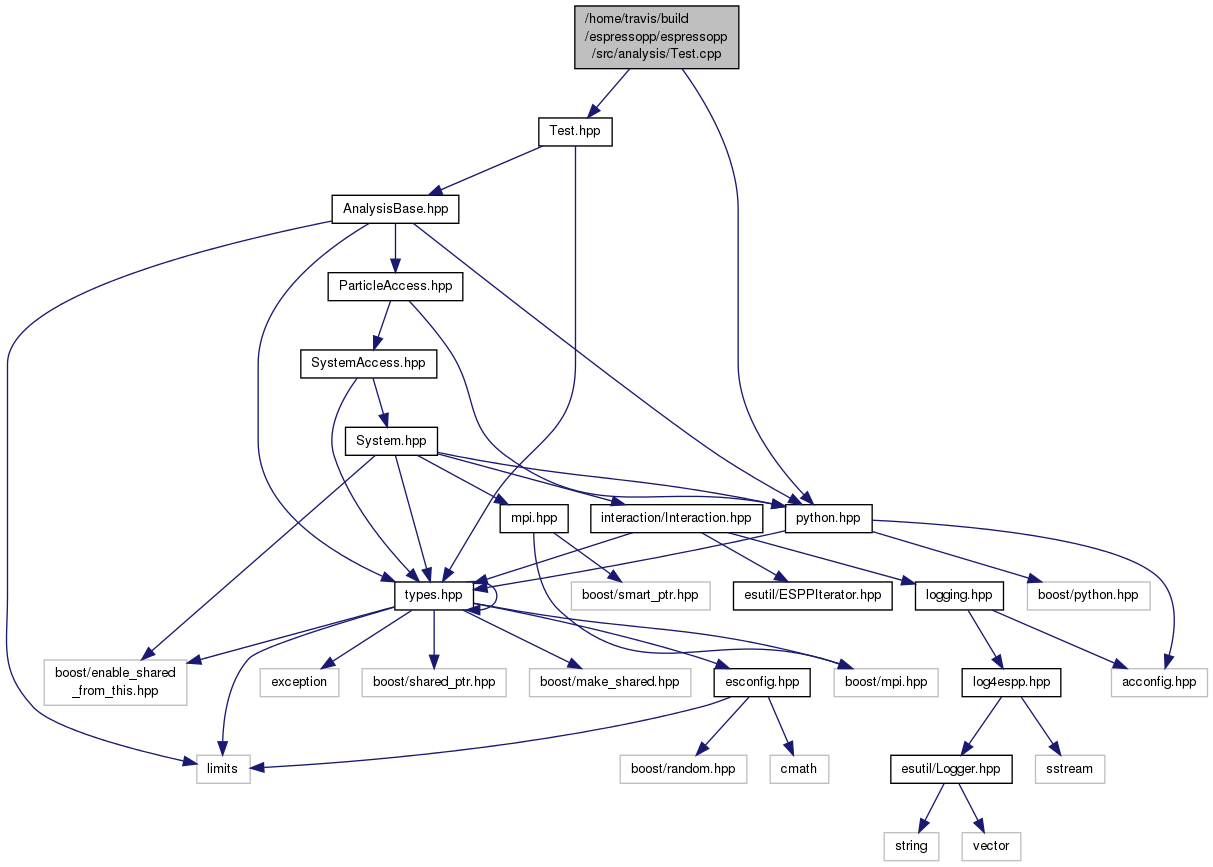 /home/travis/build
/espressopp/espressopp
/src/analysis/Test.cpp
Test.hpp
AnalysisBase.hpp
ParticleAccess.hpp
SystemAccess.hpp
System.hpp
mpi.hpp
interaction/Interaction.hpp
python.hpp
types.hpp
boost/smart_ptr.hpp
esutil/ESPPIterator.hpp
logging.hpp
boost/python.hpp
boost/enable_shared
_from_this.hpp
exception
boost/shared_ptr.hpp
boost/make_shared.hpp
esconfig.hpp
boost/mpi.hpp
log4espp.hpp
acconfig.hpp
limits
boost/random.hpp
cmath
esutil/Logger.hpp
sstream
string
vector